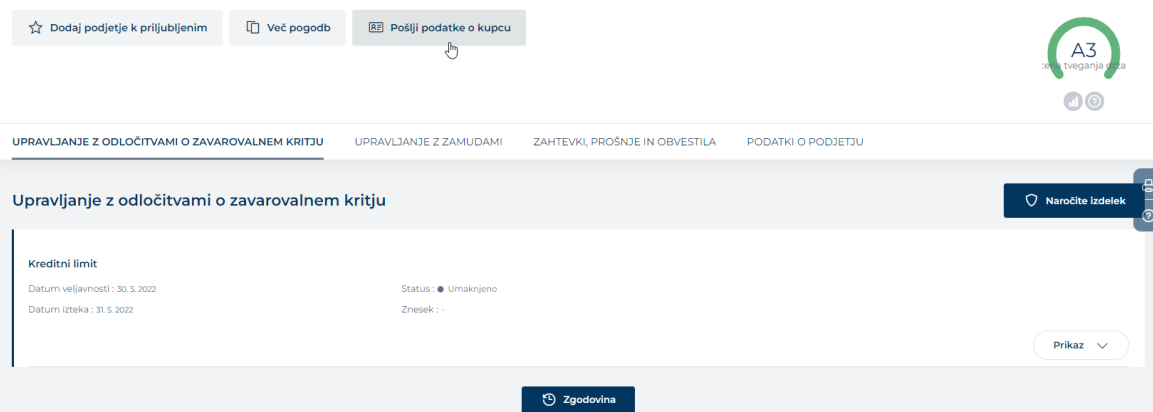 Dodaj podjetje k priljubljenim
Več pogodb
Pošlji podatke o kupcu
A3
tveganja
UPRAVLJANJE Z ODLOČITVAMI O ZAVAROVALNEM KRITJU
UPRAVLJANJE Z ZAMUDAMI
ZAHTEVKI, PROŠNJE IN OBVESTILA
PODATKI O PODJETJU
Upravljanje z odločitvami o zavarovalnem kritju
Naročite izdelek
Kreditni limit
Datum veljavnosti : 30. 5. 2022
Status : Umaknjeno
Datum izteka : 31. 5. 2022
Znesek : -
Prikaz
Zgodovina